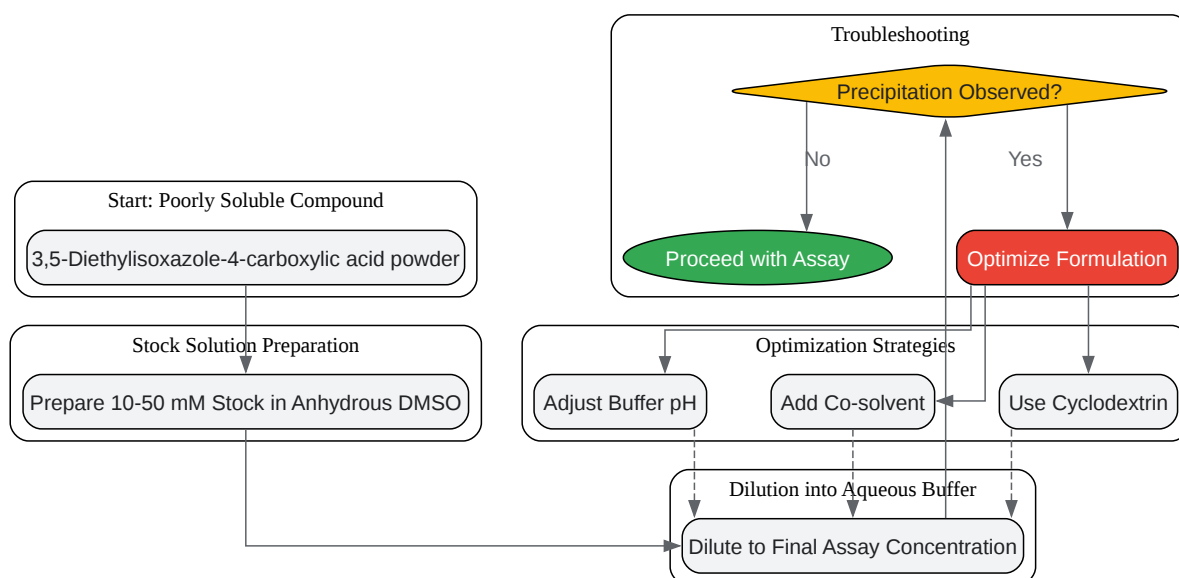 Troubleshooting
Precipitation Observed?
No
Yes
Start: Poorly Soluble Compound
3,5-Diethylisoxazole-4-carboxylic acid powder
Proceed with Assay
Optimize Formulation
Stock Solution Preparation
Prepare 10-50 mM Stock in Anhydrous DMSO
Optimization Strategies
Adjust Buffer pH
Add Co-solvent
Use Cyclodextrin
Dilution into Aqueous Buffer
Dilute to Final Assay Concentration